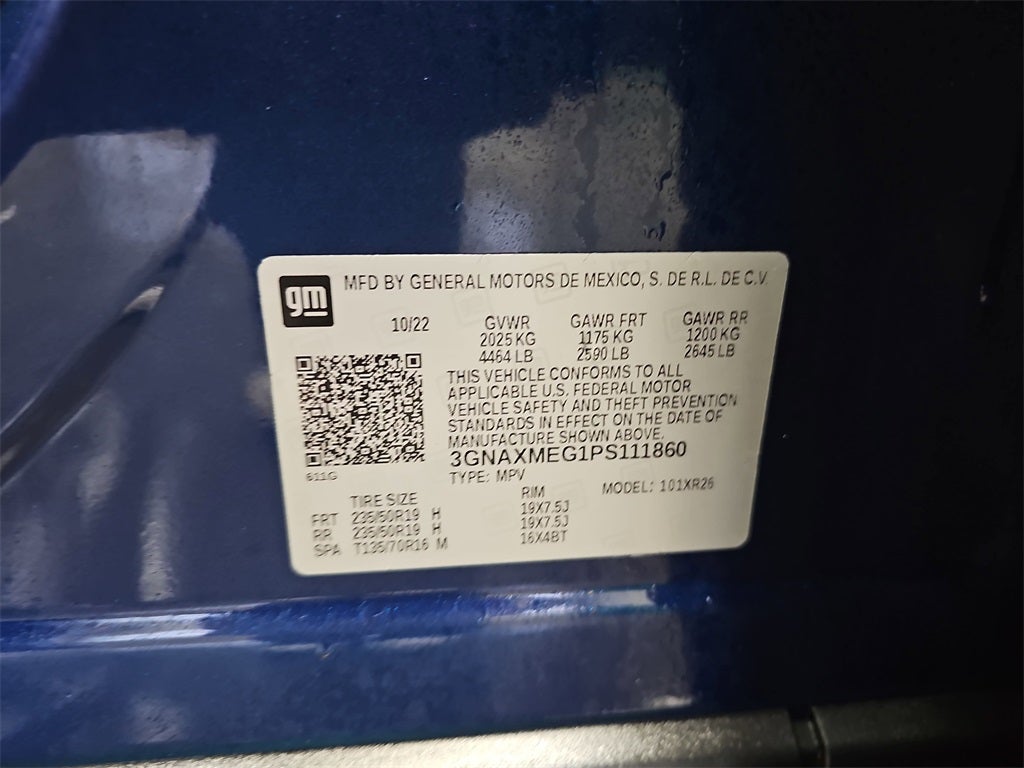 gm
MFD BY GENERAL MOTORS DE MEXICO, S. DE R.L. DE C.V.
10/22 GVWR GAWR FRT GAWR RR
2025 KG 1175 KG 1200 KG
4464 LB 2590 LB 2645 LB
THIS VEHICLE CONFORMS TO ALL
APPLICABLE U.S. FEDERAL MOTOR
VEHICLE SAFETY AND THEFT PREVENTION
STANDARDS IN EFFECT ON THE DATE OF
MANUFACTURE SHOWN ABOVE.
3GNAXMEG1PS111860
611G
TYPE: MPV
MODEL: 101XR26
TIRE SIZE RIM
FRT 235/50R19 H 19X7.5J
RR 235/50R19 H 19X7.5J
SPA T135/70R16 M 16X4BT